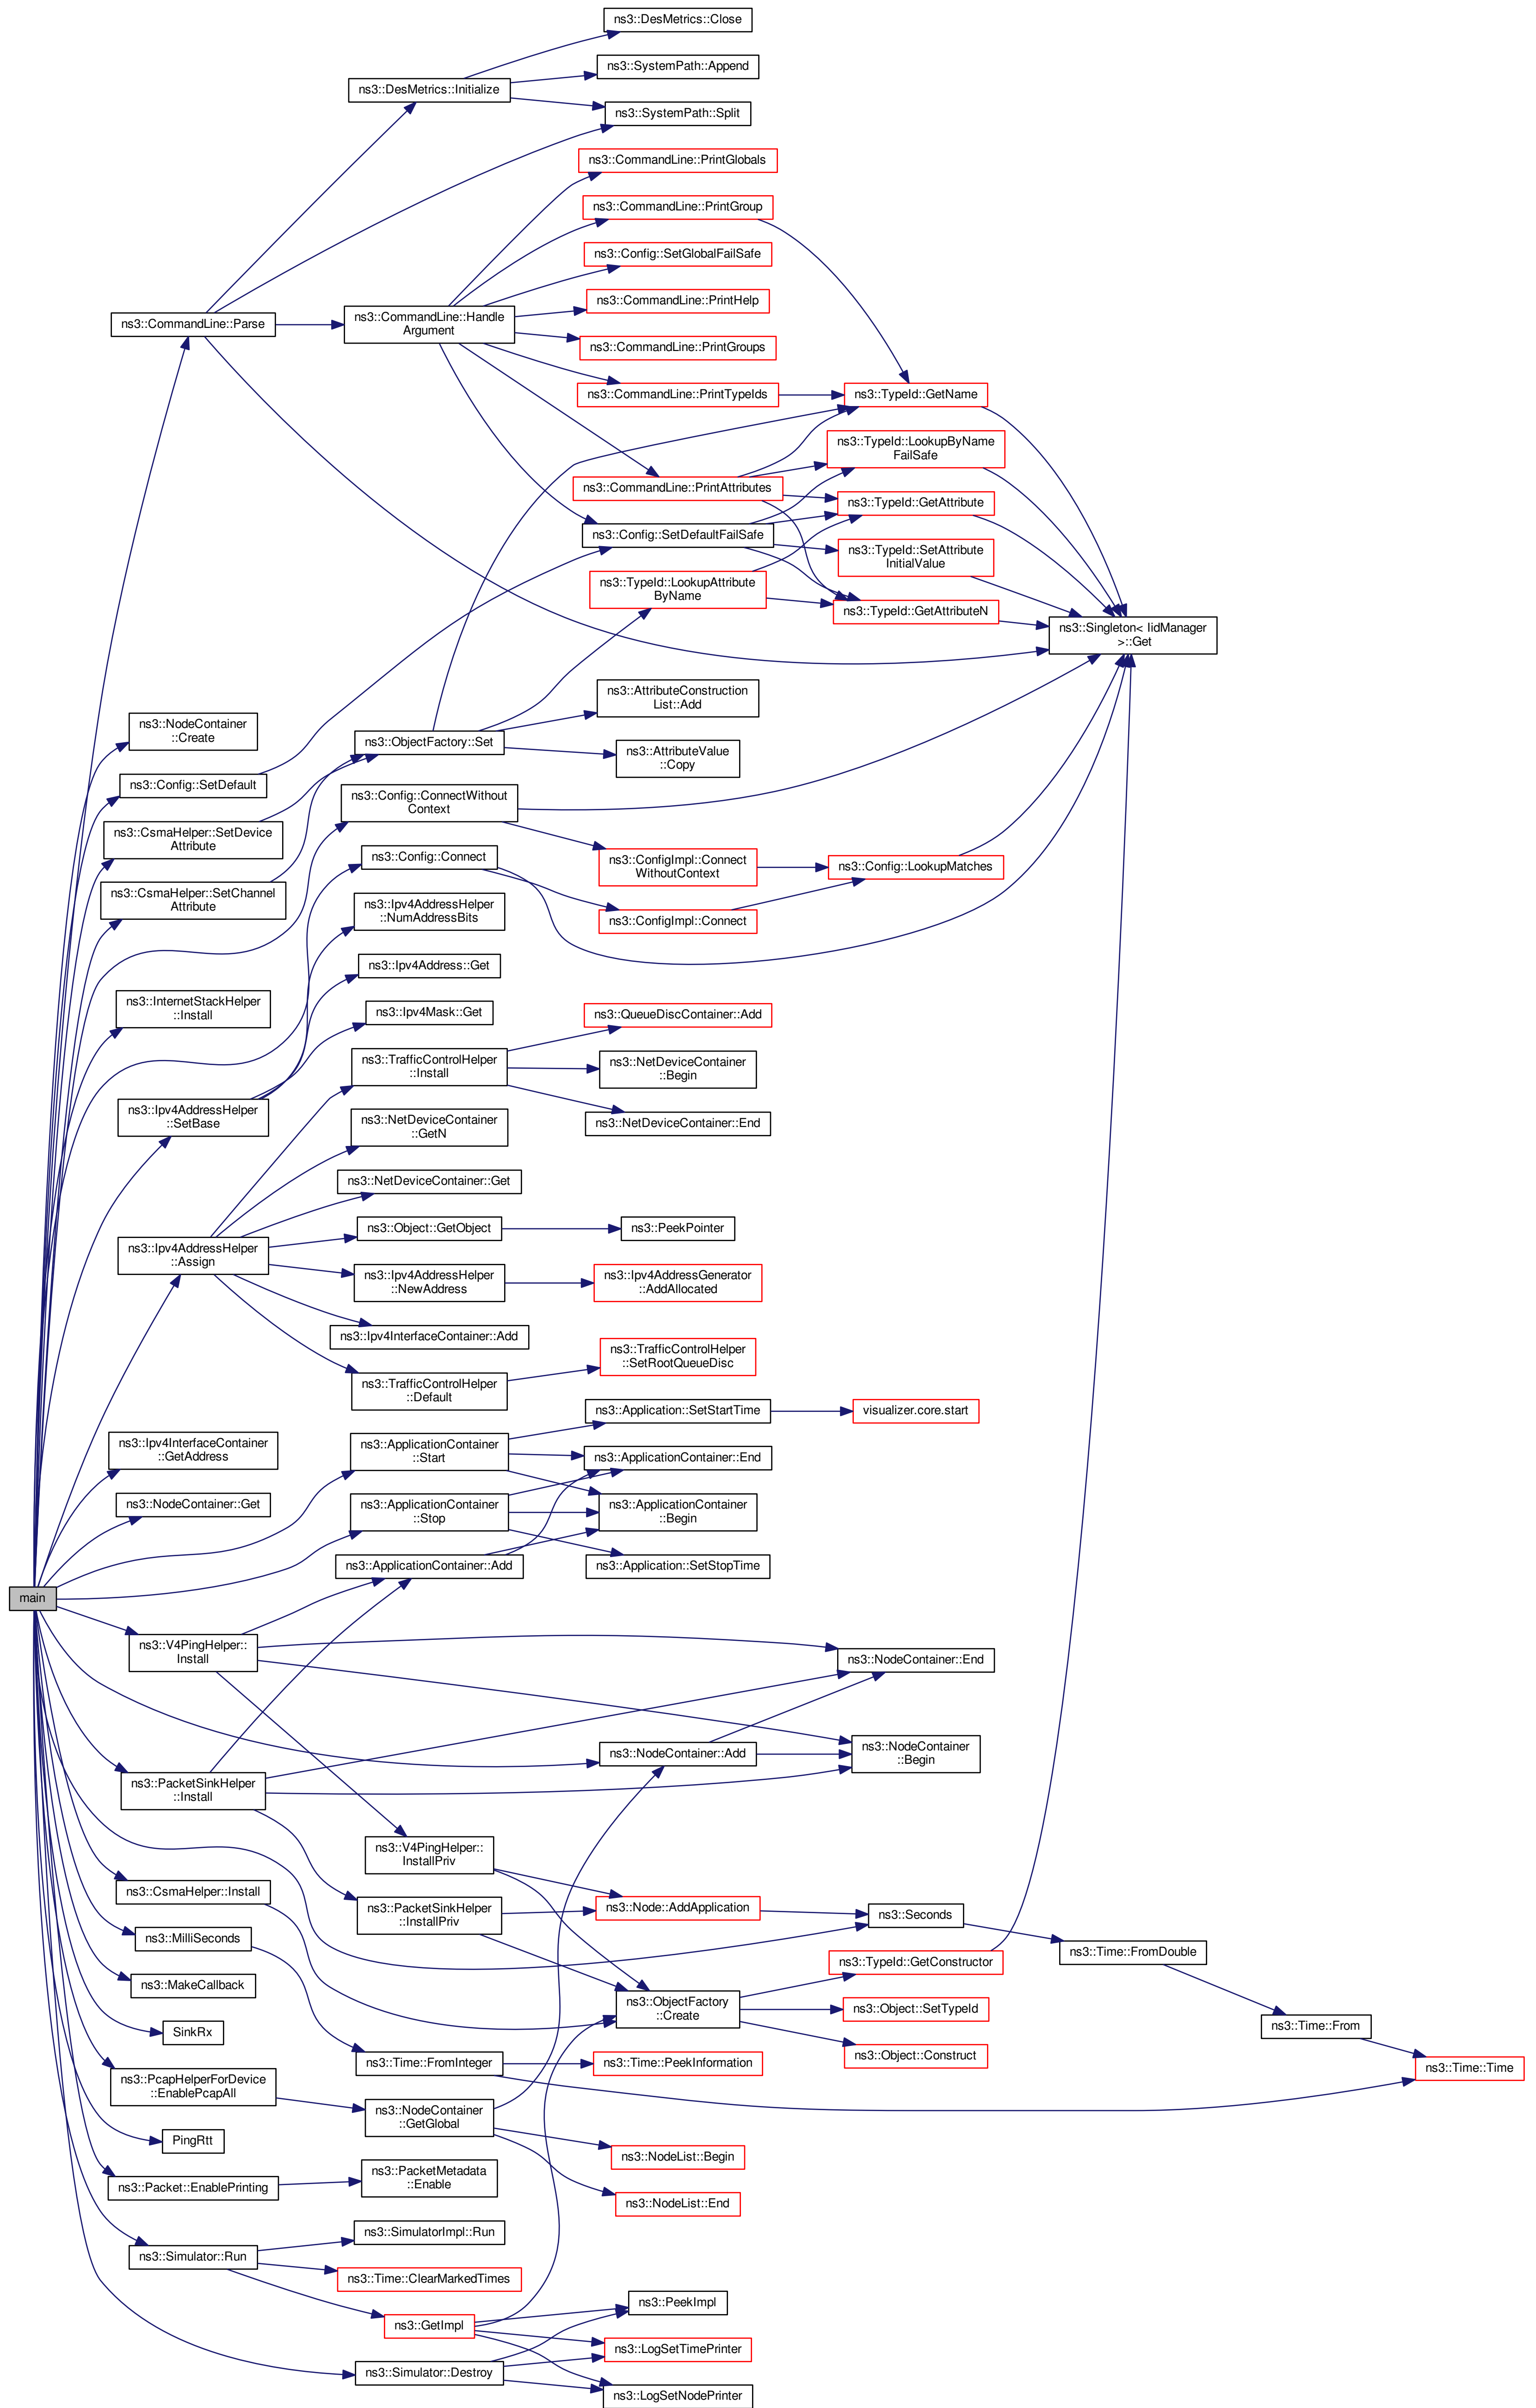 ns3::DesMetrics::Close
ns3::SystemPath::Append
ns3::DesMetrics::Initialize
ns3::SystemPath::Split
ns3::CommandLine::PrintGlobals
ns3::CommandLine::PrintGroup
ns3::Config::SetGlobalFailSafe
ns3::CommandLine::PrintHelp
ns3::CommandLine::Parse
ns3::CommandLine::Handle
Argument
ns3::CommandLine::PrintGroups
ns3::CommandLine::PrintTypeIds
ns3::TypeId::GetName
ns3::TypeId::LookupByName
FailSafe
ns3::CommandLine::PrintAttributes
ns3::TypeId::GetAttribute
ns3::Config::SetDefaultFailSafe
ns3::TypeId::SetAttribute
InitialValue
ns3::TypeId::LookupAttribute
ByName
ns3::TypeId::GetAttributeN
ns3::Singleton< IidManager
>::Get
ns3::AttributeConstruction
List::Add
ns3::NodeContainer
::Create
ns3::ObjectFactory::Set
ns3::AttributeValue
::Copy
ns3::Config::SetDefault
ns3::Config::ConnectWithout
Context
ns3::CsmaHelper::SetDevice
Attribute
ns3::Config::Connect
ns3::ConfigImpl::Connect
WithoutContext
ns3::Config::LookupMatches
ns3::CsmaHelper::SetChannel
Attribute
ns3::Ipv4AddressHelper
::NumAddressBits
ns3::ConfigImpl::Connect
ns3::Ipv4Address::Get
ns3::InternetStackHelper
::Install
ns3::Ipv4Mask::Get
ns3::QueueDiscContainer::Add
ns3::TrafficControlHelper
::Install
ns3::NetDeviceContainer
::Begin
ns3::Ipv4AddressHelper
::SetBase
ns3::NetDeviceContainer
::GetN
ns3::NetDeviceContainer::End
ns3::NetDeviceContainer::Get
ns3::Object::GetObject
ns3::PeekPointer
ns3::Ipv4AddressHelper
::Assign
ns3::Ipv4AddressHelper
::NewAddress
ns3::Ipv4AddressGenerator
::AddAllocated
ns3::Ipv4InterfaceContainer::Add
ns3::TrafficControlHelper
::SetRootQueueDisc
ns3::TrafficControlHelper
::Default
ns3::Application::SetStartTime
visualizer.core.start
ns3::Ipv4InterfaceContainer
::GetAddress
ns3::ApplicationContainer
::Start
ns3::ApplicationContainer::End
ns3::NodeContainer::Get
ns3::ApplicationContainer
::Stop
ns3::ApplicationContainer
::Begin
ns3::ApplicationContainer::Add
ns3::Application::SetStopTime
main
ns3::V4PingHelper::
Install
ns3::NodeContainer::End
ns3::NodeContainer::Add
ns3::NodeContainer
::Begin
ns3::PacketSinkHelper
::Install
ns3::V4PingHelper::
InstallPriv
ns3::CsmaHelper::Install
ns3::PacketSinkHelper
::InstallPriv
ns3::Node::AddApplication
ns3::Seconds
ns3::MilliSeconds
ns3::Time::FromDouble
ns3::TypeId::GetConstructor
ns3::MakeCallback
ns3::ObjectFactory
::Create
ns3::Object::SetTypeId
SinkRx
ns3::Time::From
ns3::Object::Construct
ns3::Time::FromInteger
ns3::Time::PeekInformation
ns3::Time::Time
ns3::PcapHelperForDevice
::EnablePcapAll
ns3::NodeContainer
::GetGlobal
PingRtt
ns3::NodeList::Begin
ns3::Packet::EnablePrinting
ns3::PacketMetadata
::Enable
ns3::NodeList::End
ns3::SimulatorImpl::Run
ns3::Simulator::Run
ns3::Time::ClearMarkedTimes
ns3::PeekImpl
ns3::GetImpl
ns3::LogSetTimePrinter
ns3::Simulator::Destroy
ns3::LogSetNodePrinter